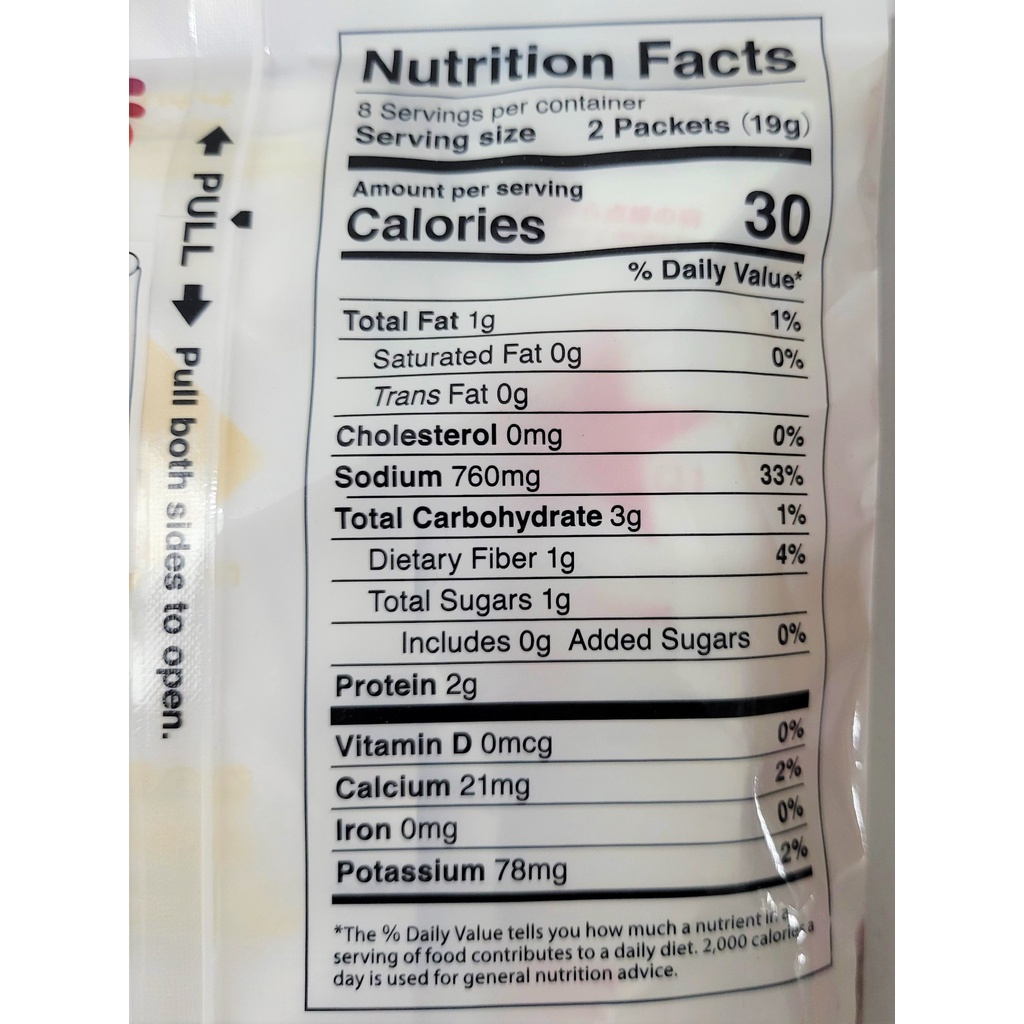 Nutrition Facts
8 Servings per container
Serving size 2 Packets (19g)
Amount per serving
Calories 30
% Daily Value*
Total Fat 1g 1%
Saturated Fat 0g 0%
Trans Fat 0g
Cholesterol 0mg 0%
Sodium 760mg 33%
Total Carbohydrate 3g 1%
Dietary Fiber 1g 4%
Total Sugars 1g
Includes 0g Added Sugars 0%
Protein 2g
Vitamin D 0mcg 0%
Calcium 21mg 2%
Iron 0mg 0%
Potassium 78mg 2%
*The % Daily Value tells you how much a nutrient in a
serving of food contributes to a daily diet. 2,000 calories a
day is used for general nutrition advice.
PULL
Pull both sides to open.